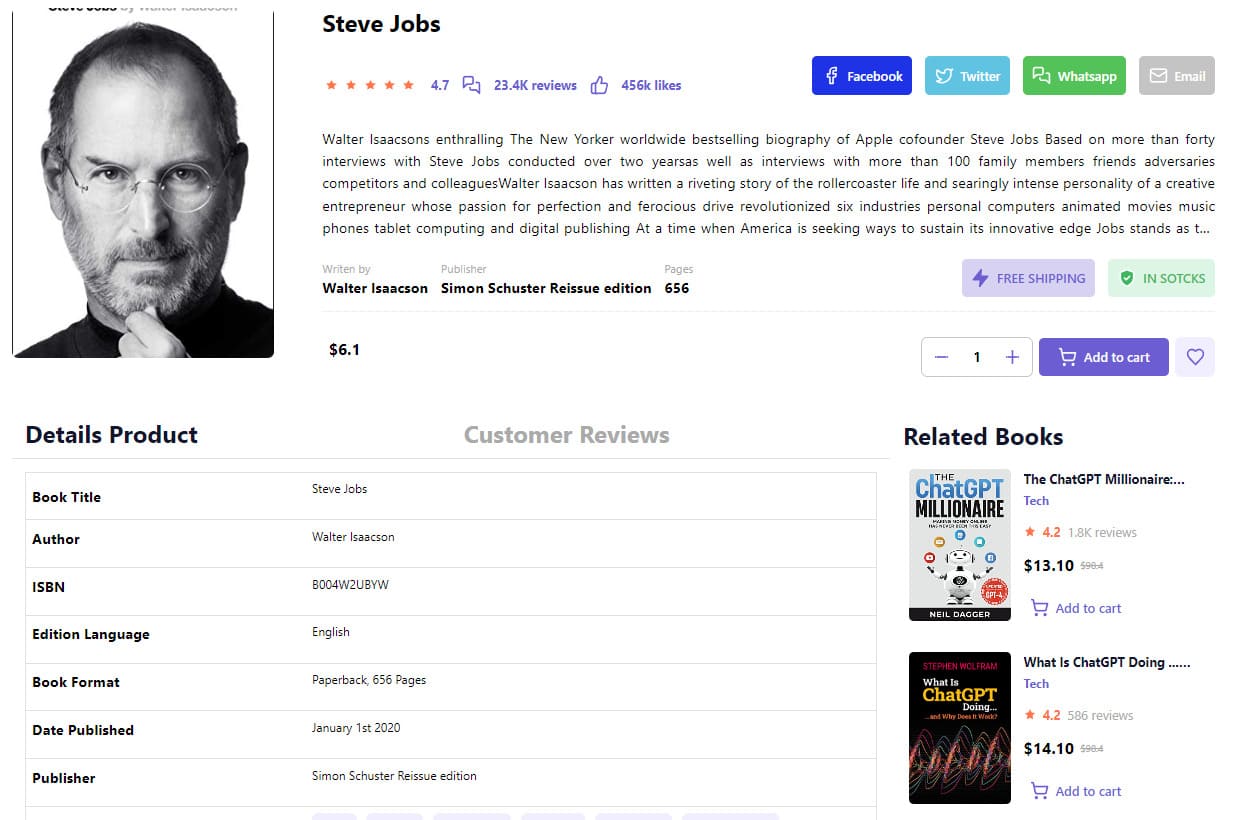 Steve Jobs by Walter Isaacson
Steve Jobs
4.7 23.4K reviews 456k likes
Facebook Twitter Whatsapp Email
Walter Isaacsons enthralling The New Yorker worldwide bestselling biography of Apple cofounder Steve Jobs Based on more than forty
interviews with Steve Jobs conducted over two yearsas well as interviews with more than 100 family members friends adversaries
competitors and colleaguesWalter Isaacson has written a riveting story of the rollercoaster life and searingly intense personality of a creative
entrepreneur whose passion for perfection and ferocious drive revolutionized six industries personal computers animated movies music
phones tablet computing and digital publishing At a time when America is seeking ways to sustain its innovative edge Jobs stands as t...
Writen by Publisher Pages
Walter Isaacson Simon Schuster Reissue edition 656
FREE SHIPPING IN SOTCKS
$6.1
1 Add to cart
Details Product Customer Reviews
Book Title Steve Jobs
Author Walter Isaacson
ISBN B004W2UBYW
Edition Language English
Book Format Paperback, 656 Pages
Date Published January 1st 2020
Publisher Simon Schuster Reissue edition
Related Books
THE
ChatGPT
MILLIONAIRE
MAKING MONEY ONLINE
HAS NEVER BEEN THIS EASY
GPT-4
NEIL DAGGER
The ChatGPT Millionaire:...
Tech
4.2 1.8K reviews
$13.10 $98.4
Add to cart
STEPHEN WOLFRAM
What Is
ChatGPT
Doing...
...and Why Does It Work?
What Is ChatGPT Doing ......
Tech
4.2 586 reviews
$14.10 $98.4
Add to cart